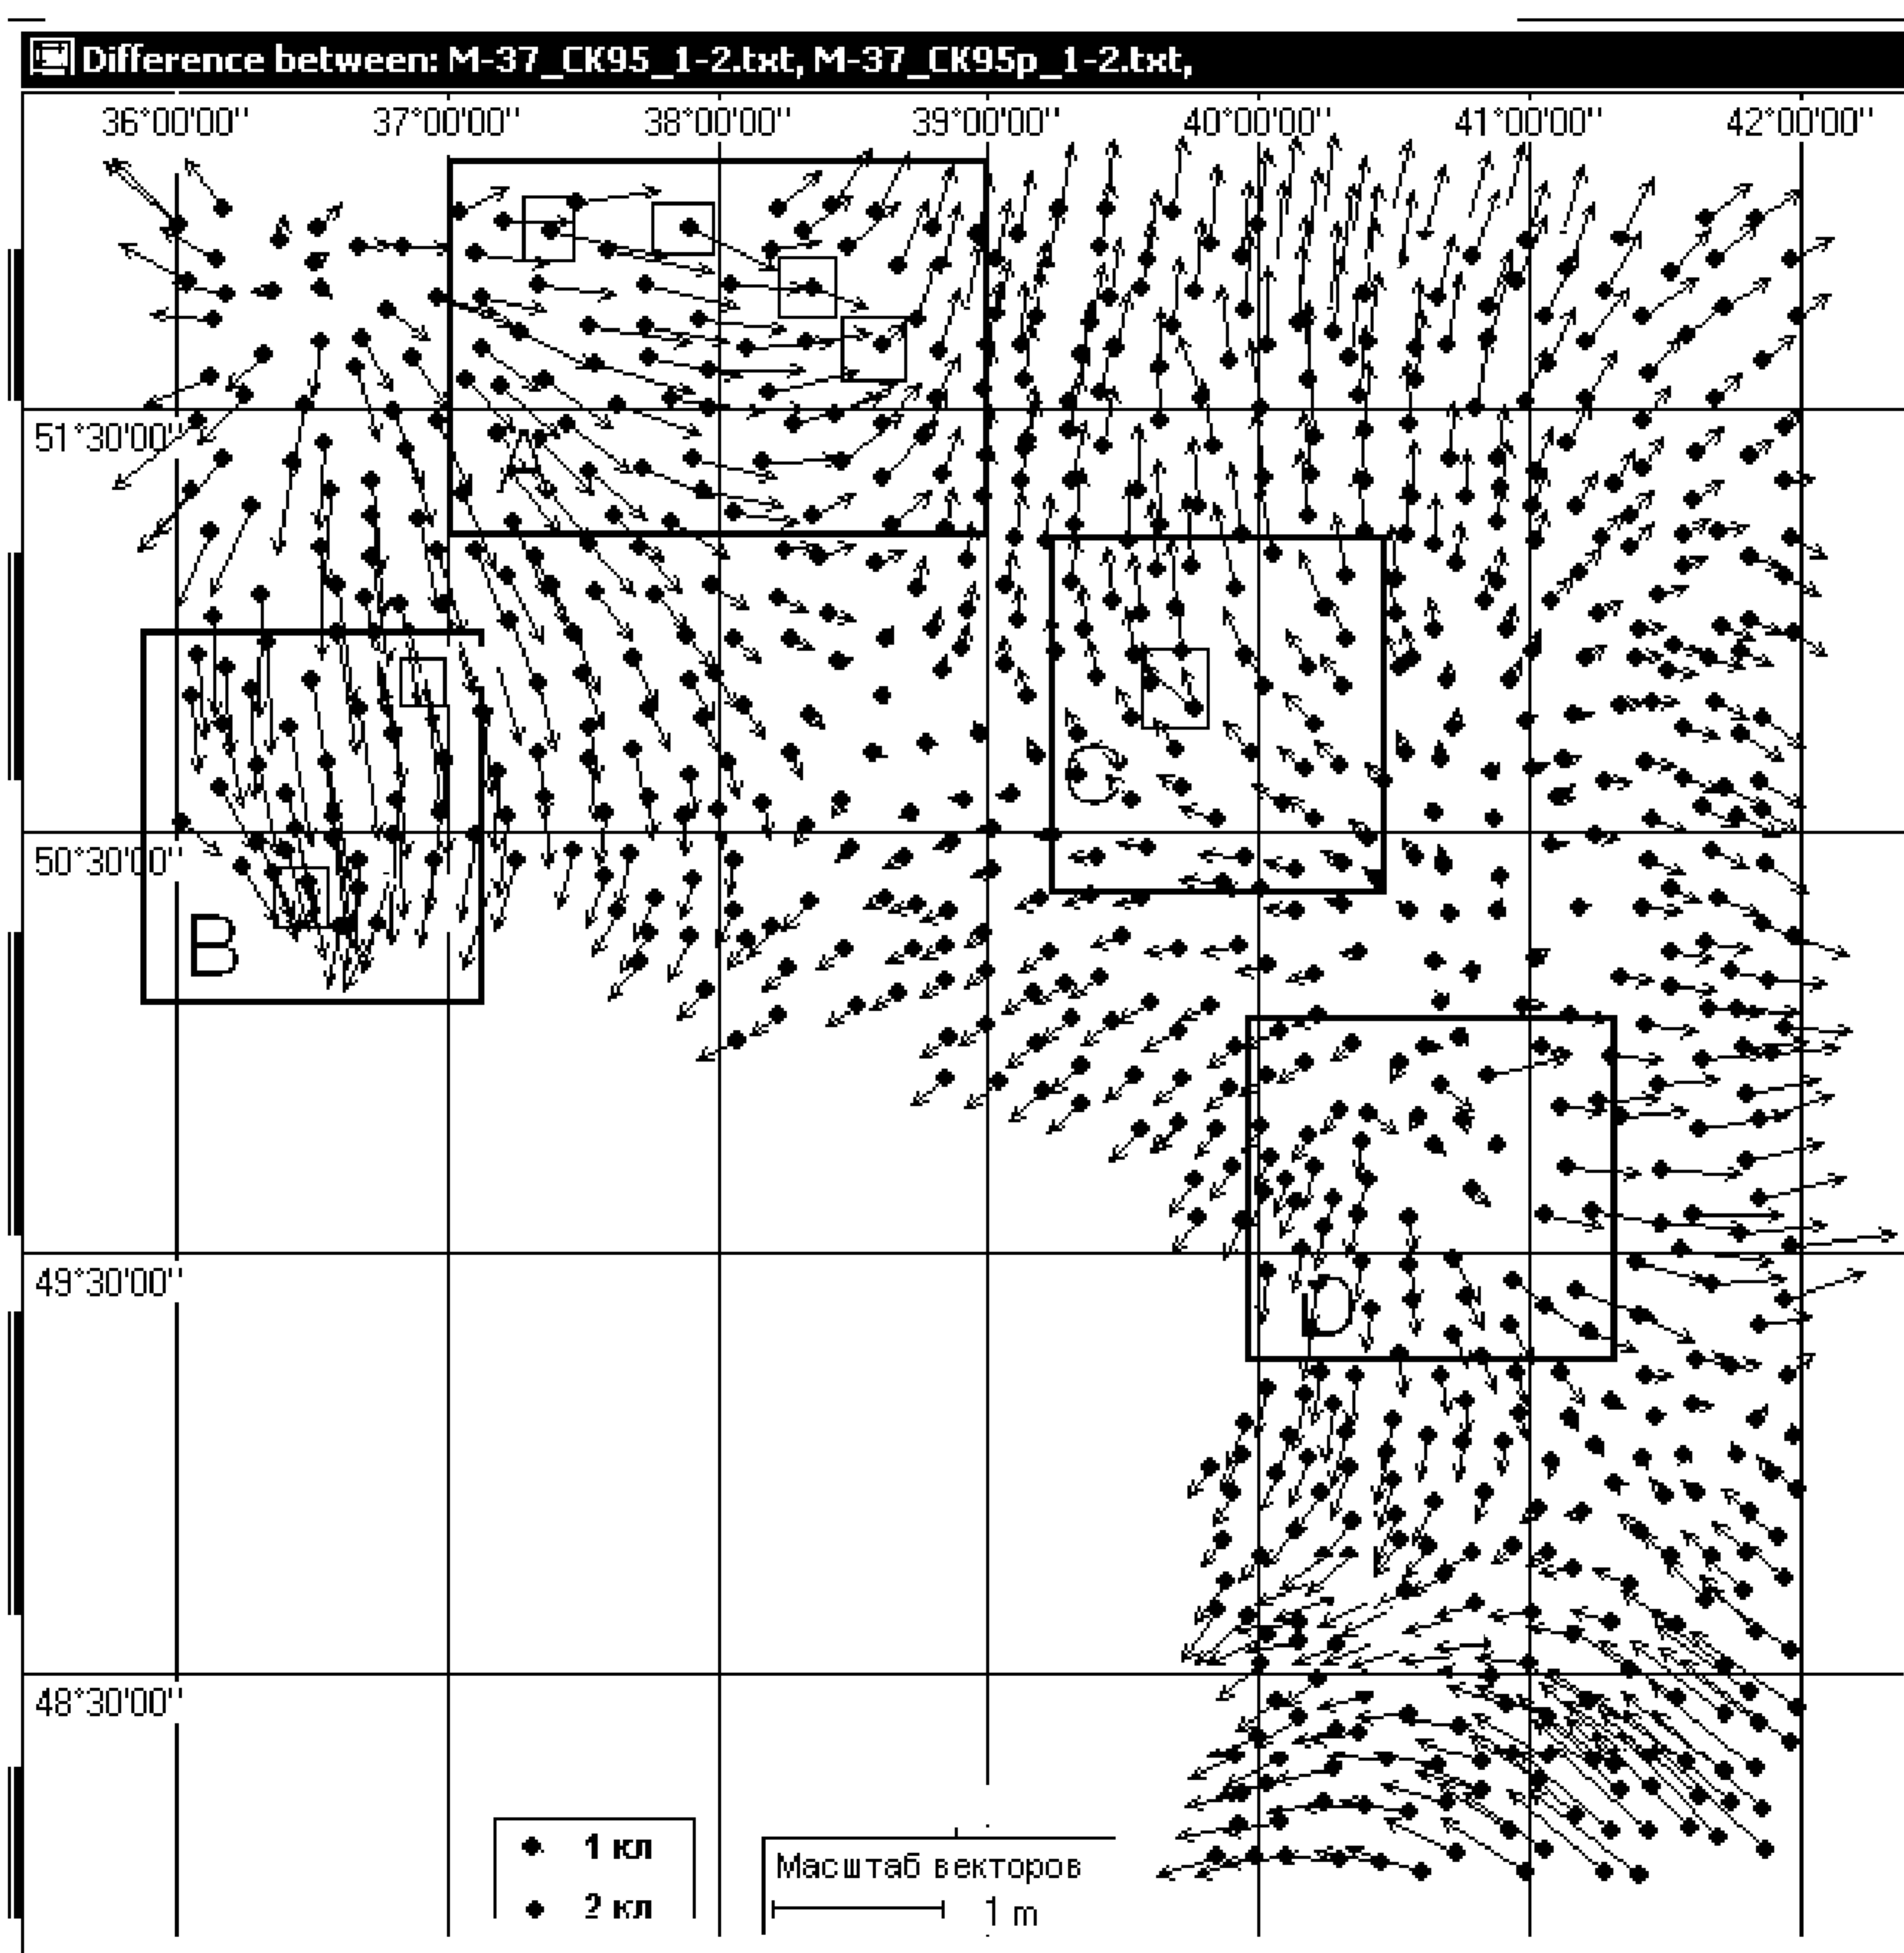 Difference between: М-37_СК95_1-2.txt, М-37_СК95p_1-2.txt,
36°00'00'' 37°00'00'' 38°00'00'' 39°00'00'' 40°00'00'' 41°00'00'' 42°00'00''
A
51°30'00''
C
50°30'00''
B
49°30'00''
D
48°30'00''
1 кл
Масштаб векторов
2 кл
1 m